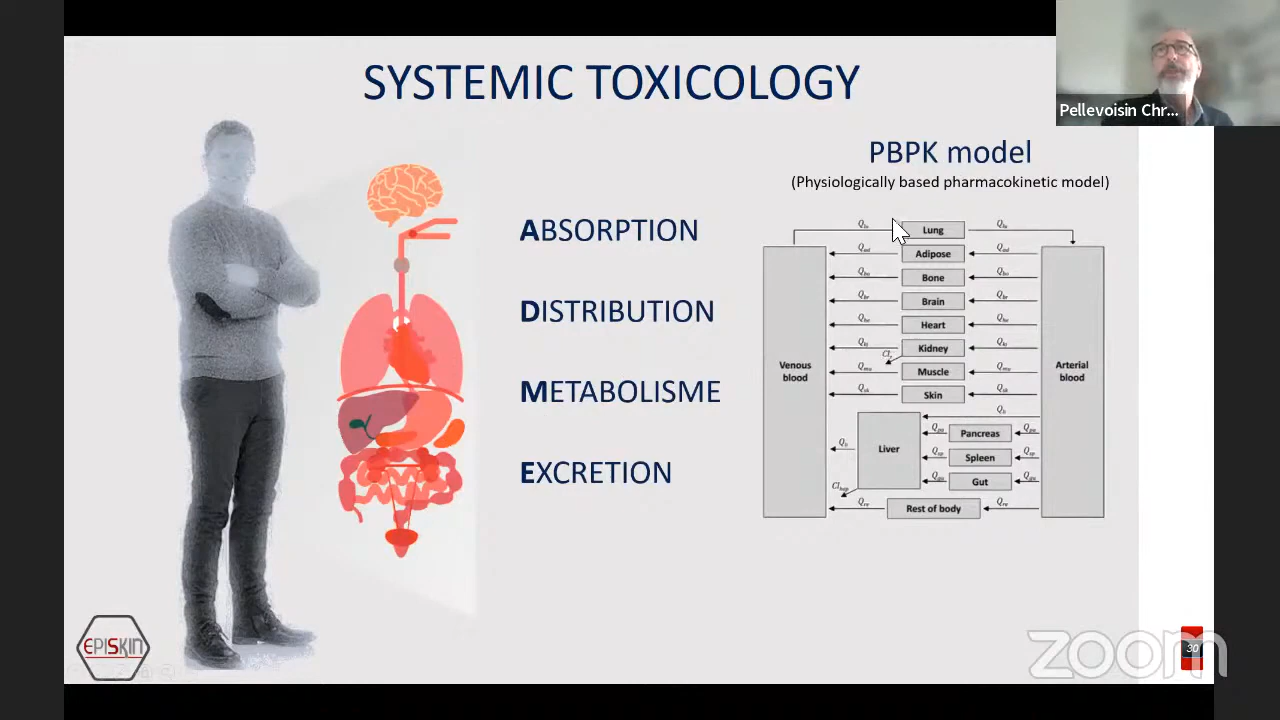 SYSTEMIC TOXICOLOGY
Pellevoisin Chr...
PBPK model
(Physiologically based pharmacokinetic model)
ABSORPTION
DISTRIBUTION
METABOLISME
EXCRETION
Lung
Adipose
Bone
Brain
Heart
Kidney
Muscle
Skin
Venous
blood
Arterial
blood
Liver
Pancreas
Spleen
Gut
Rest of body
EPISKIN
zoom
30